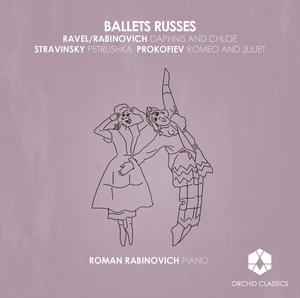 BALLETS RUSSES
RAVEL/RABINOVICH DAPHNIS AND CHLOE
STRAVINSKY PETRUSHKA PROKOFIEV ROMEO AND JULIET
ROMAN RABINOVICH PIANO
ORCHID CLASSICS